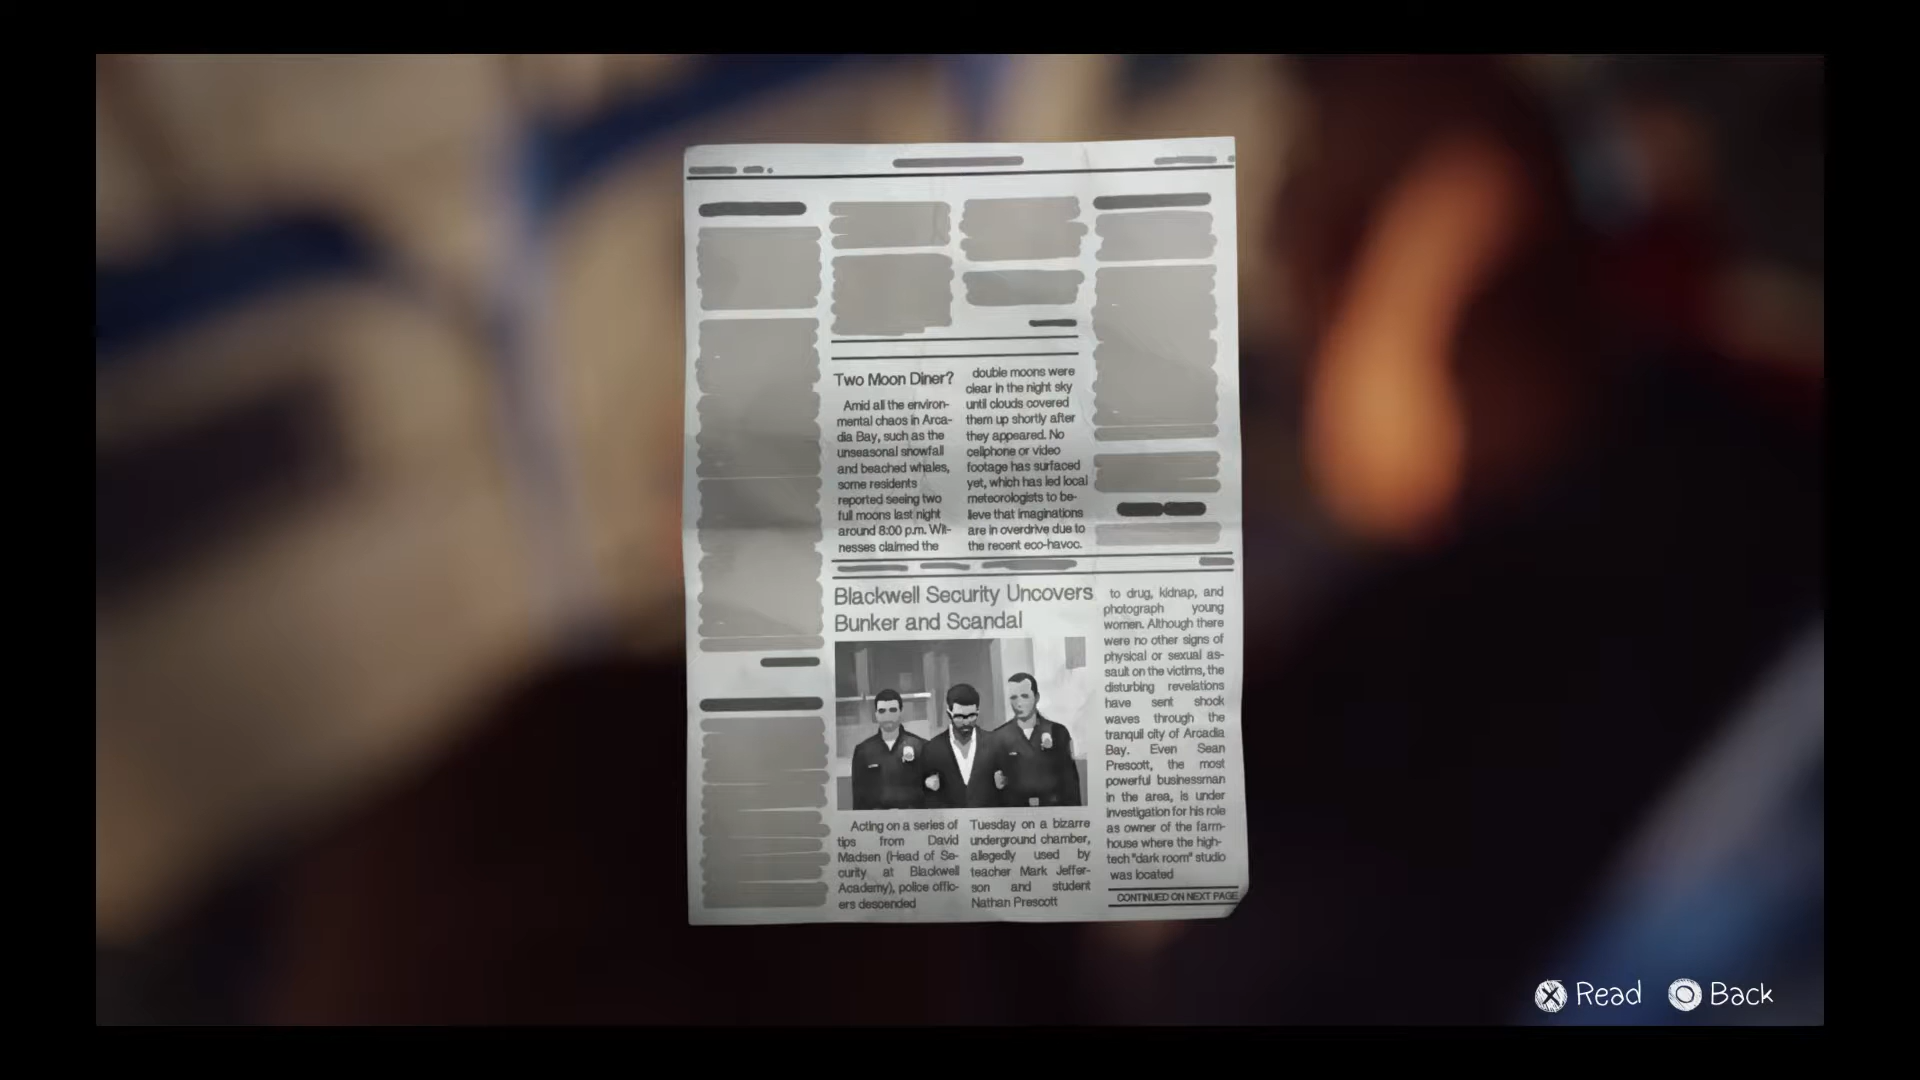 Two Moon Diner?
Amid all the environ-
mental chaos in Arca-
dia Bay, such as the
unseasonal snowfall
and beached whales,
some residents
reported seeing two
full moons last night
around 8:00 p.m. Wit-
nesses claimed the
double moons were
clear in the night sky
until clouds covered
them up shortly after
they appeared. No
cellphone or video
footage has surfaced
yet, which has led local
meteorologists to be-
lieve that imaginations
are in overdrive due to
the recent eco-havoc.
Blackwell Security Uncovers
Bunker and Scandal
Acting on a series of
tips from David
Madsen (Head of Se-
curity at Blackwell
Academy), police offic-
ers descended
Tuesday on a bizarre
underground chamber,
allegedly used by
teacher Mark Jeffer-
son and student
Nathan Prescott
to drug, kidnap, and
photograph young
women. Although there
were no other signs of
physical or sexual as-
sault on the victims, the
disturbing revelations
have sent shock
waves through the
tranquil city of Arcadia
Bay. Even Sean
Prescott, the most
powerful businessman
in the area, is under
investigation for his role
as owner of the farm-
house where the high-
tech "dark room" studio
was located
CONTINUED ON NEXT PAGE
Read
Back